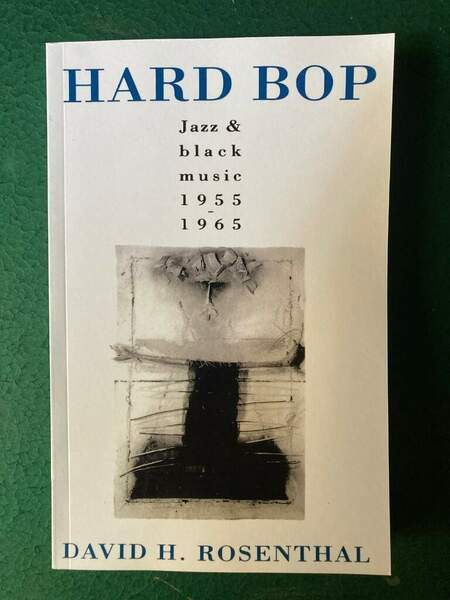 HARD BOP
Jazz &
black
music
1955
-
1965
DAVID H. ROSENTHAL